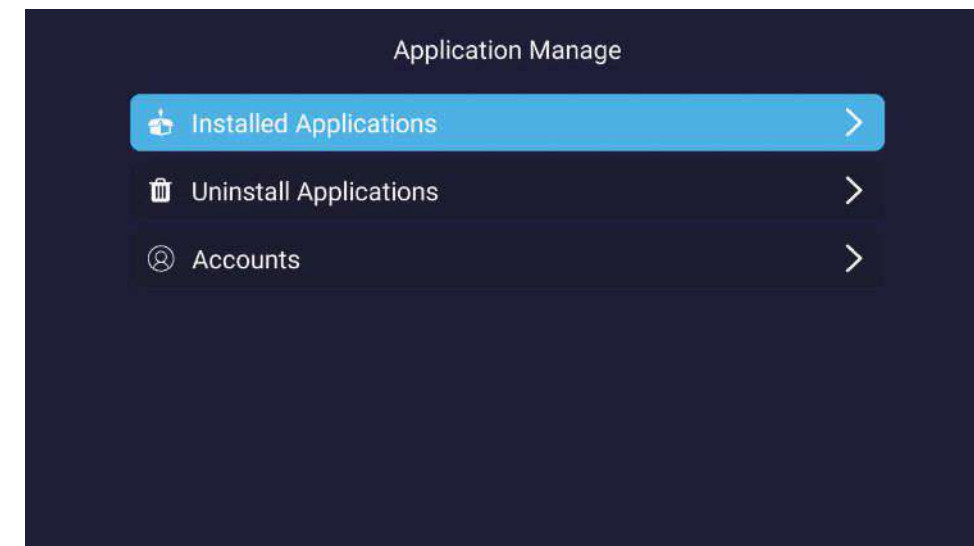 Application Manage
Installed Applications
Uninstall Applications
Accounts